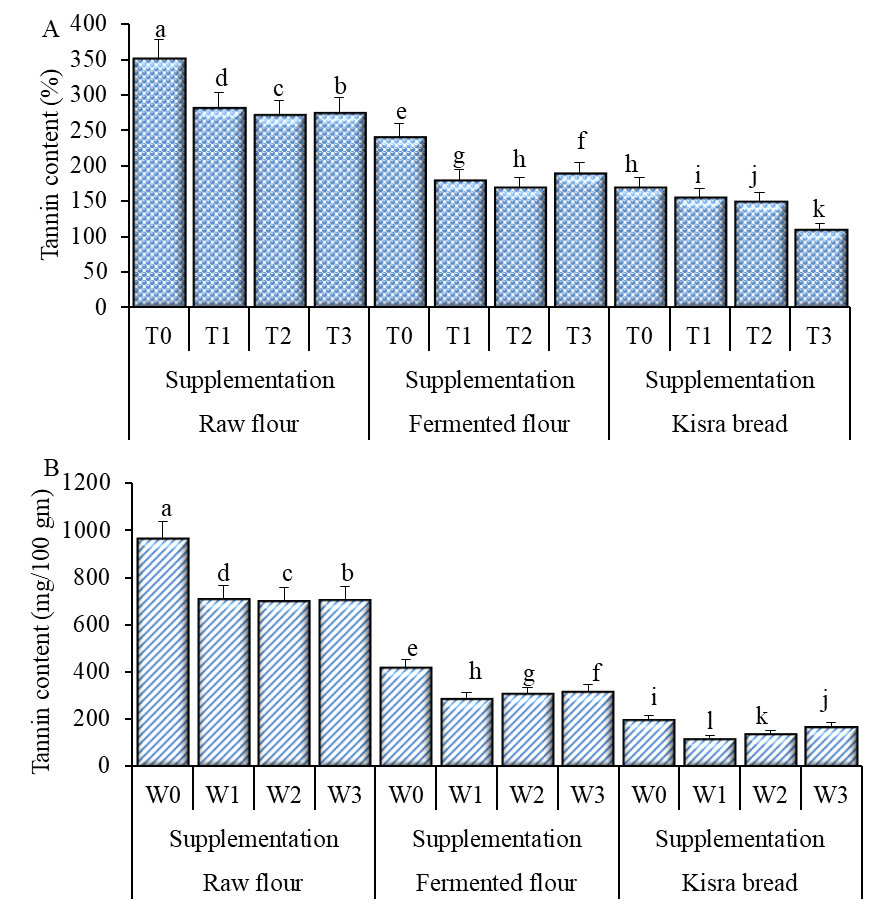 A
Tannin content (%)
400
350
300
250
200
150
100
50
0
a
d
c
b
e
g
h
f
h
i
j
k
T0 T1 T2 T3 T0 T1 T2 T3 T0 T1 T2 T3
Supplementation Supplementation Supplementation
Raw flour Fermented flour Kisra bread
B
Tannin content (mg/100 gm)
1200
1000
800
600
400
200
0
a
d
c
b
e
h
g
f
i
l
k
j
W0 W1 W2 W3 W0 W1 W2 W3 W0 W1 W2 W3
Supplementation Supplementation Supplementation
Raw flour Fermented flour Kisra bread